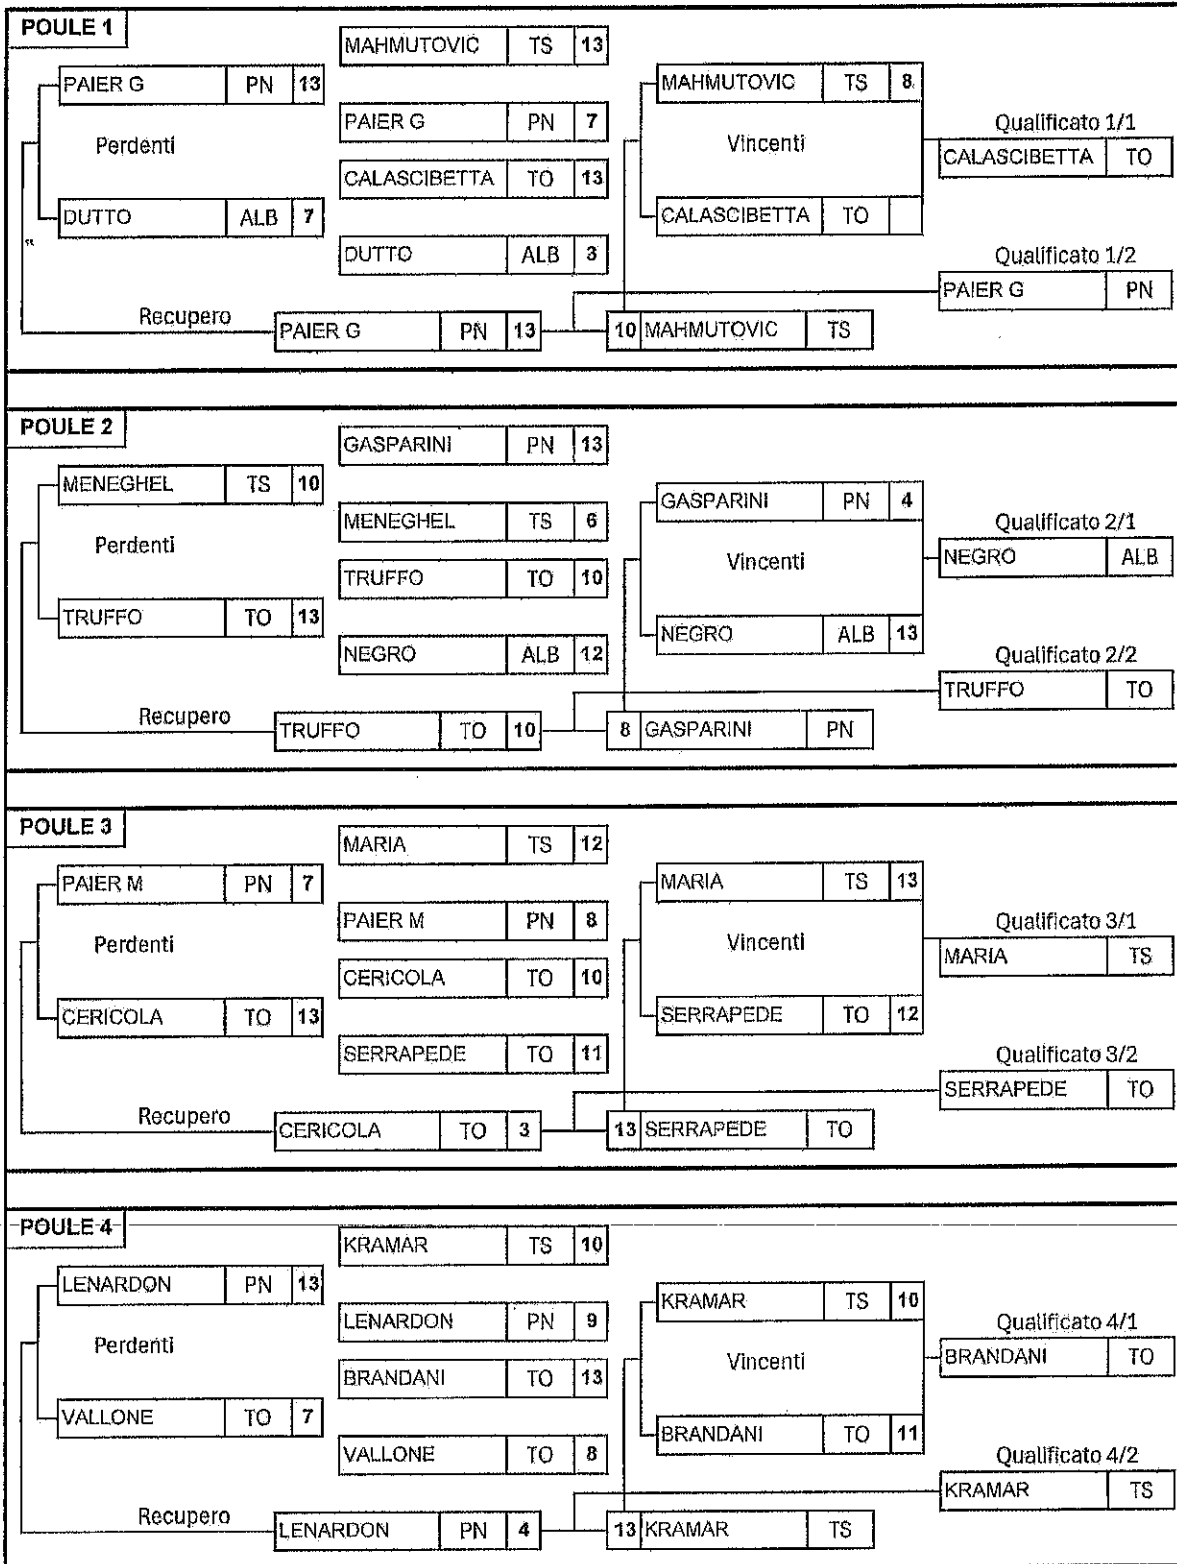 POULE 1
MAHMUTOVIC TS 13
PAIER G PN 13
MAHMUTOVIC TS 8
PAIER G PN 7
Qualificato 1/1
Perdenti
Vincenti
CALASCIBETTA TO
CALASCIBETTA TO 13
DUTTO ALB 7
CALASCIBETTA TO
DUTTO ALB 3
Qualificato 1/2
PAIER G PN
Recupero
PAIER G PN 13
10 MAHMUTOVIC TS
POULE 2
GASPARINI PN 13
MENEGHEL TS 10
GASPARINI PN 4
MENEGHEL TS 6
Qualificato 2/1
Perdenti
Vincenti
NEGRO ALB
TRUFFO TO 10
TRUFFO TO 13
NEGRO ALB 13
NEGRO ALB 12
Qualificato 2/2
TRUFFO TO
Recupero
TRUFFO TO 10
8 GASPARINI PN
POULE 3
MARIA TS 12
PAIER M PN 7
MARIA TS 13
PAIER M PN 8
Qualificato 3/1
Perdenti
Vincenti
MARIA TS
CERICOLA TO 10
CERICOLA TO 13
SERRAPEDE TO 12
SERRAPEDE TO 11
Qualificato 3/2
SERRAPEDE TO
Recupero
CERICOLA TO 3
13 SERRAPEDE TO
POULE 4
KRAMAR TS 10
LENARDON PN 13
KRAMAR TS 10
LENARDON PN 9
Qualificato 4/1
Perdenti
Vincenti
BRANDANI TO
BRANDANI TO 13
VALLONE TO 7
BRANDANI TO 11
VALLONE TO 8
Qualificato 4/2
KRAMAR TS
Recupero
LENARDON PN 4
13 KRAMAR TS